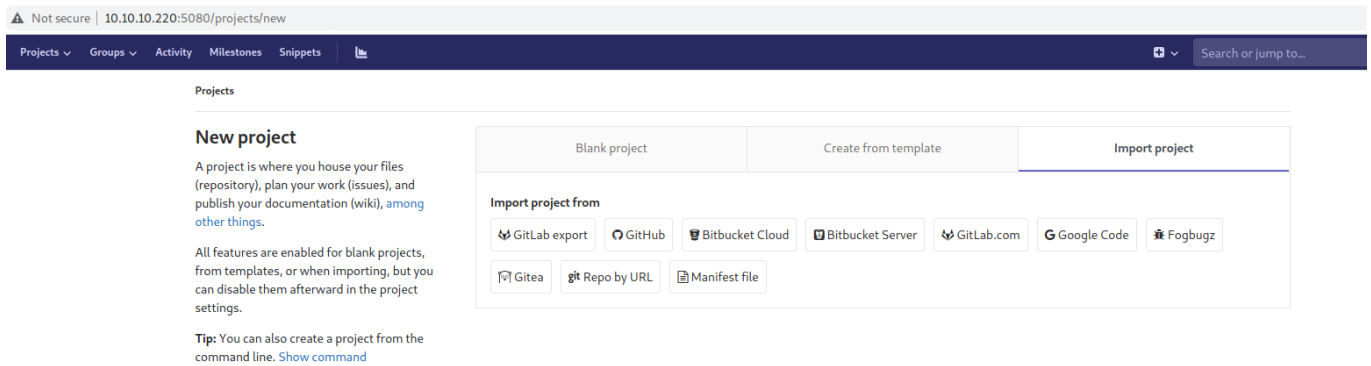 Not secure | 10.10.10.220:5080/projects/new
Projects Groups Activity Milestones Snippets Search or jump to...
Projects
New project
A project is where you house your files
(repository), plan your work (issues), and
publish your documentation (wiki), among
other things.
All features are enabled for blank projects,
from templates, or when importing, but you
can disable them afterward in the project
settings.
Tip: You can also create a project from the
command line. Show command
Blank project Create from template Import project
Import project from
GitLab export GitHub Bitbucket Cloud Bitbucket Server GitLab.com G Google Code Fogbugz
Gitea git Repo by URL Manifest file